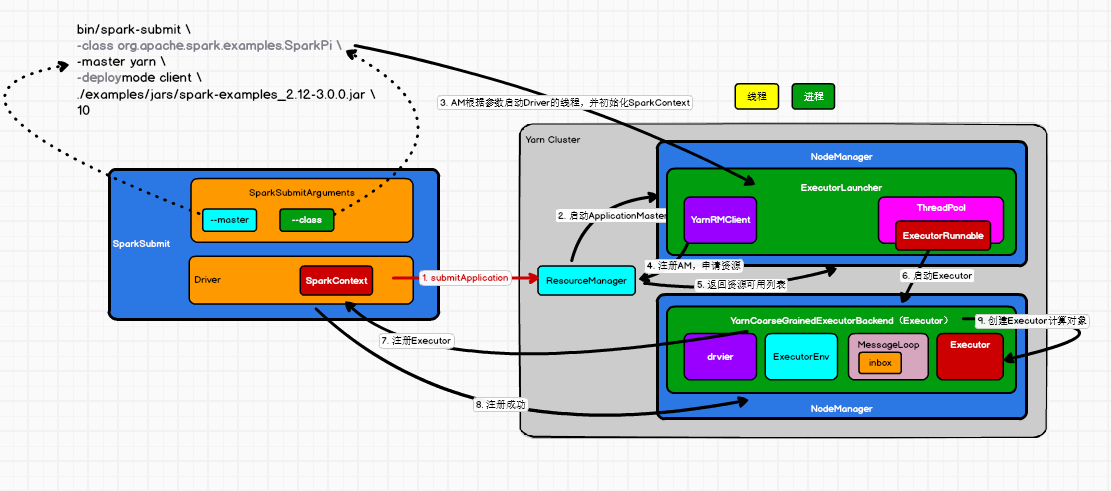 bin/spark-submit \
-class org.apache.spark.examples.SparkPi \
-master yarn \
-deploymode client \
./examples/jars/spark-examples_2.12-3.0.0.jar \
10
线程
进程
3. AM根据参数启动Driver的线程，并初始化SparkContext
Yarn Cluster
NodeManager
ExecutorLauncher
SparkSubmitArguments
--master
--class
SparkSubmit
Driver
SparkContext
1. submitApplication
2. 启动ApplicationMaster
ResourceManager
YarnRMClient
ThreadPool
ExecutorRunnable
4. 注册AM，申请资源
5. 返回资源可用列表
6. 启动Executor
YarnCoarseGrainedExecutorBackend（Executor）
9. 创建Executor计算对象
7. 注册Executor
drvier
ExecutorEnv
MessageLoop
inbox
Executor
8. 注册成功
NodeManager